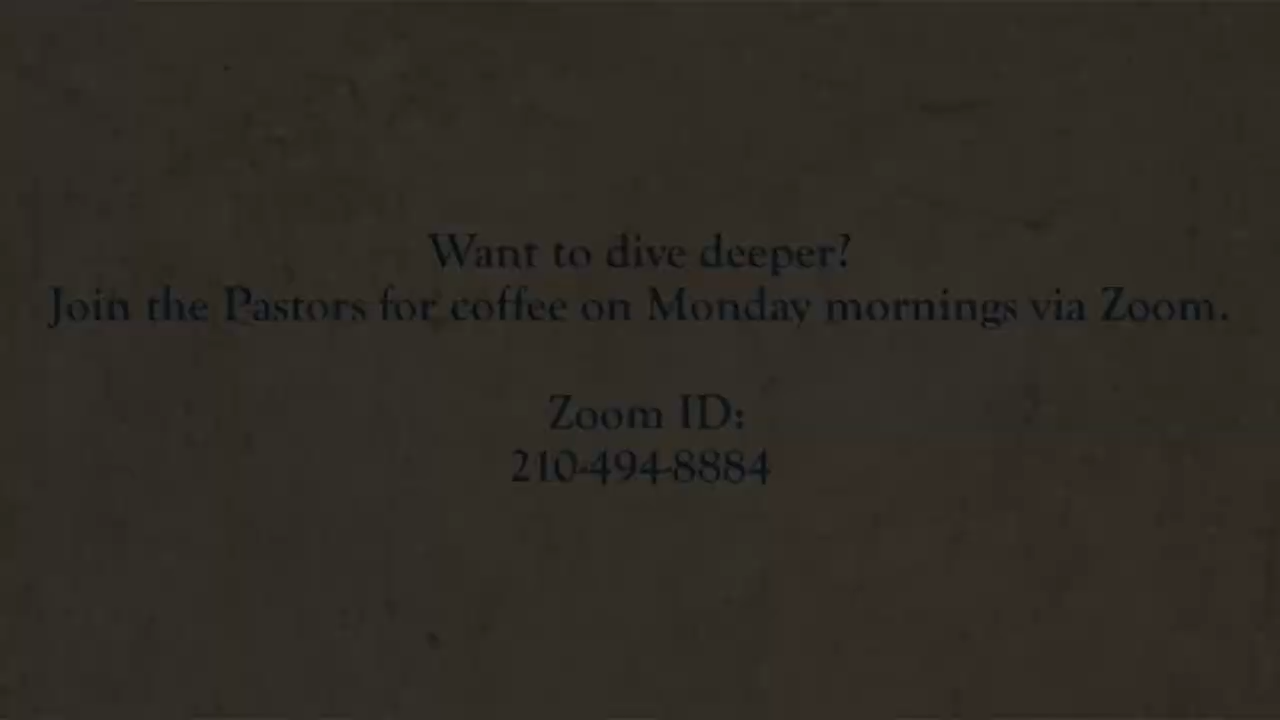 Want to dive deeper?
Join the Pastors for coffee on Monday mornings via Zoom.
Zoom ID:
210-494-8884